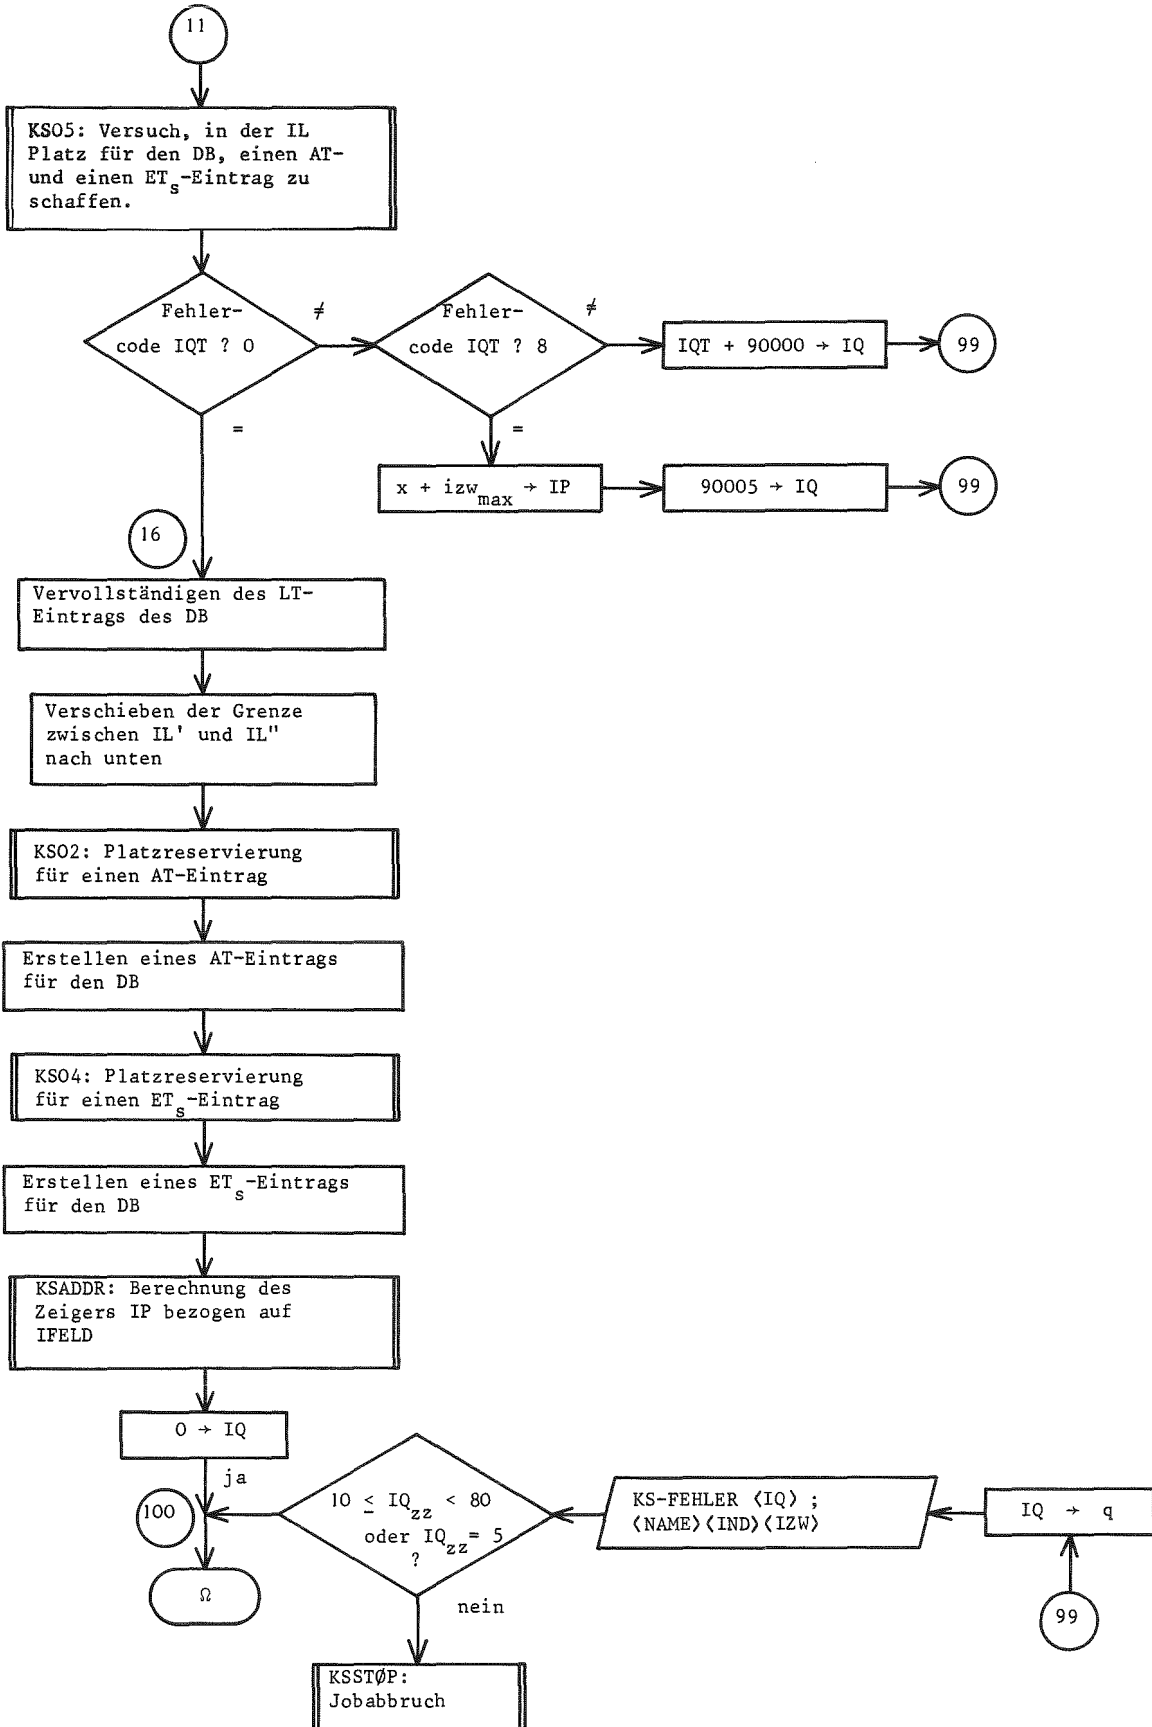 11
KSO5: Versuch, in der IL
Platz für den DB, einen AT-
und einen ETs-Eintrag zu
schaffen.
Fehler-
code IQT ? 0
≠
=
Fehler-
code IQT ? 8
≠
=
IQT + 90000 → IQ
99
x + izwmax → IP
90005 → IQ
99
16
Vervollständigen des LT-
Eintrags des DB
Verschieben der Grenze
zwischen IL' und IL"
nach unten
KSO2: Platzreservierung
für einen AT-Eintrag
Erstellen eines AT-Eintrags
für den DB
KSO4: Platzreservierung
für einen ETs-Eintrag
Erstellen eines ETs-Eintrags
für den DB
KSADDR: Berechnung des
Zeigers IP bezogen auf
IFELD
0 → IQ
ja
100
Ω
10 ≤ IQzz < 80
oder IQzz = 5
?
nein
KS-FEHLER ⟨IQ⟩ ;
⟨NAME⟩⟨IND⟩⟨IZW⟩
IQ → q
99
KSSTØP:
Jobabbruch